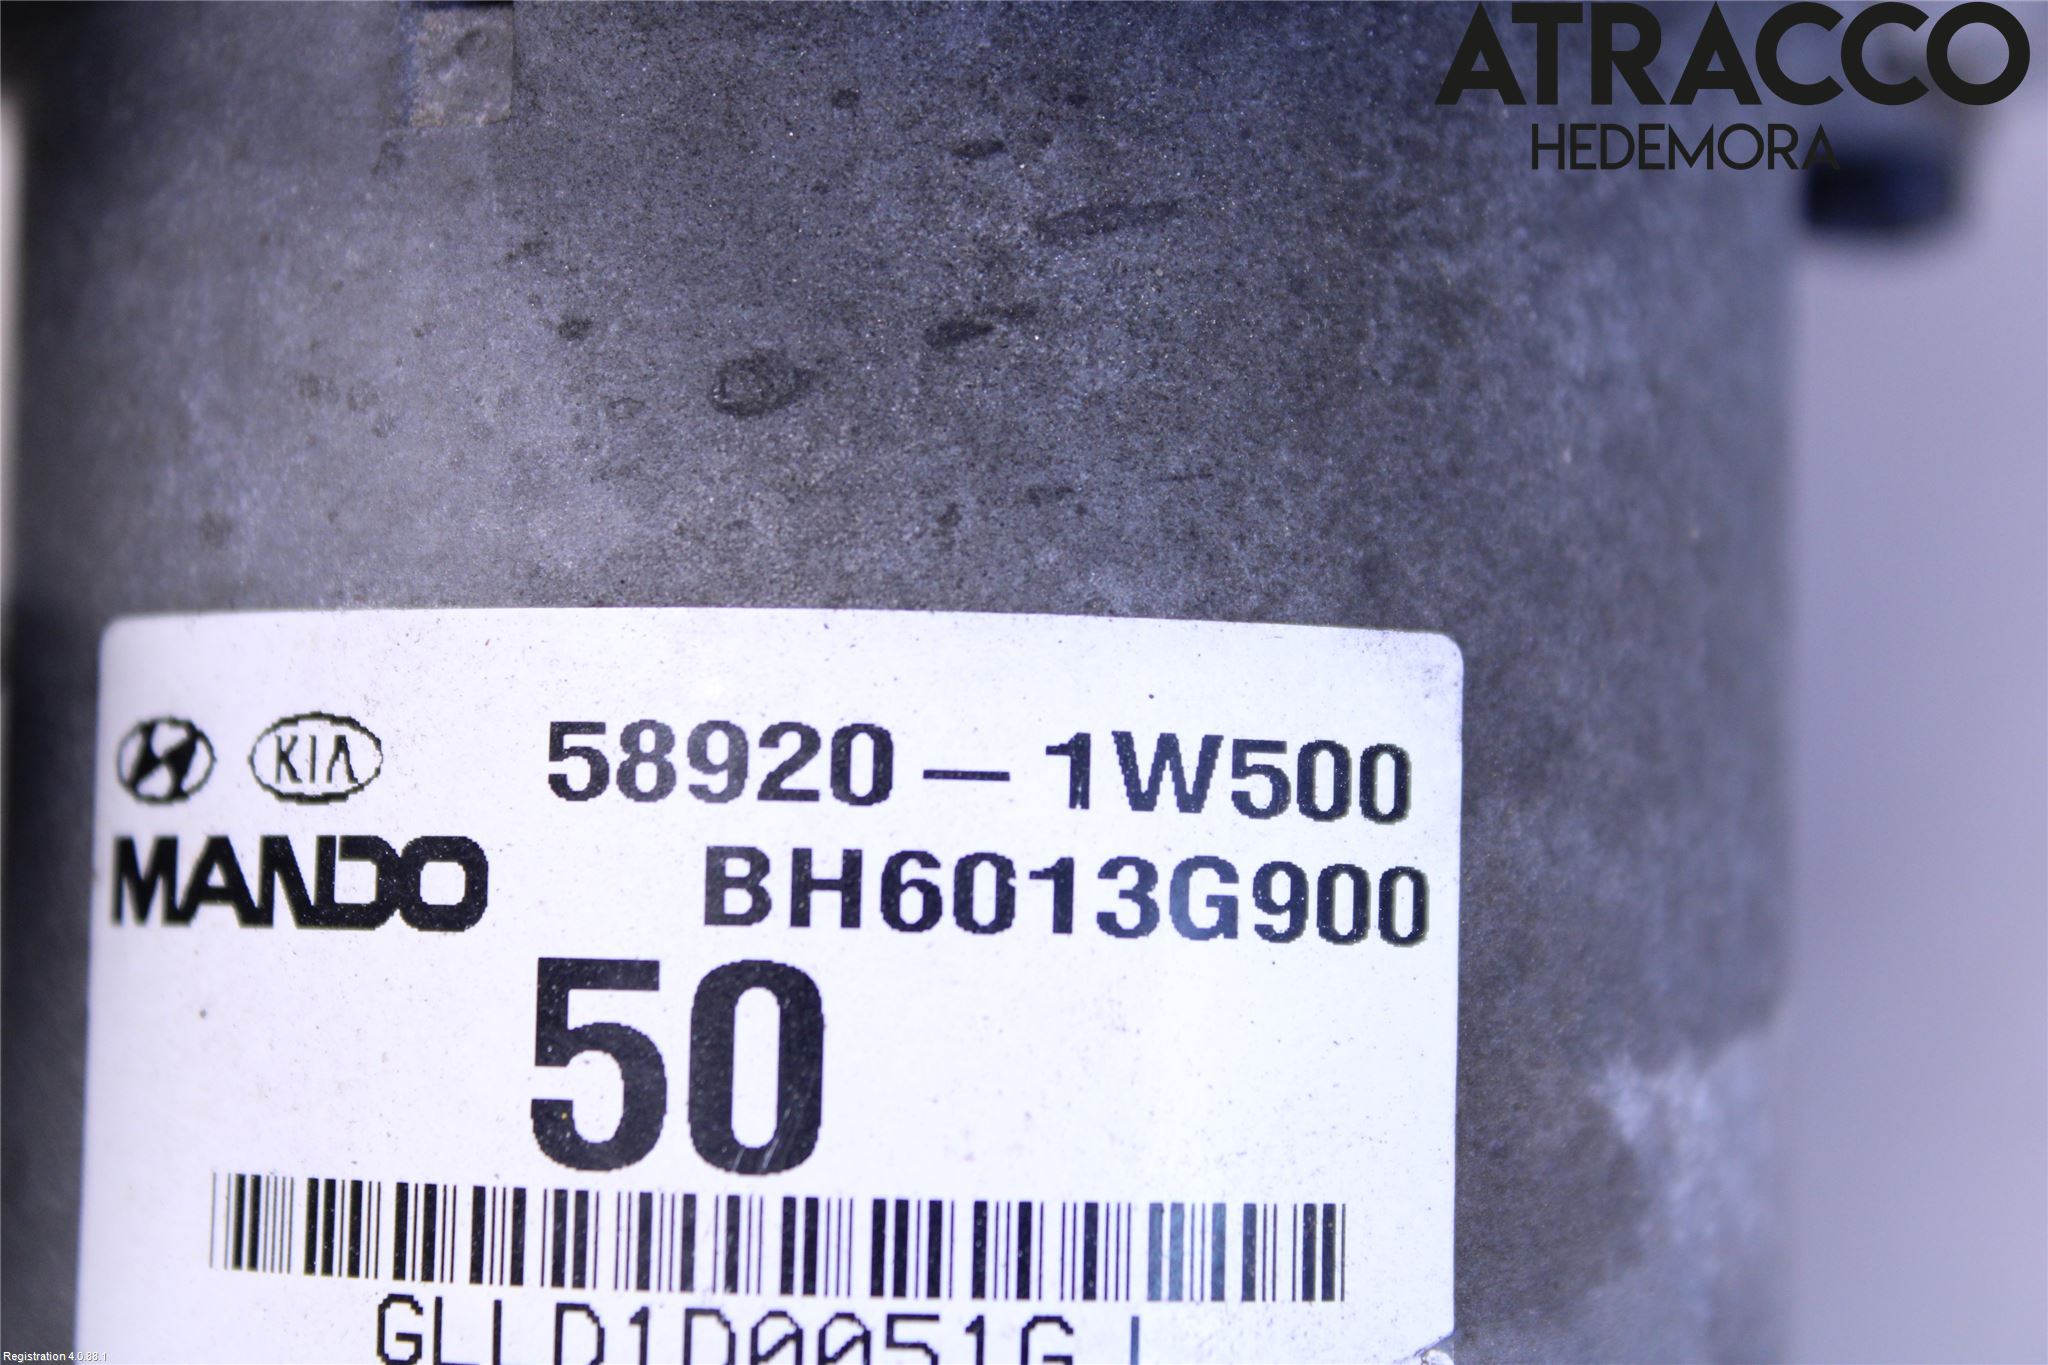 ATRACCO
HEDEMORA
KIA 58920-1W500
MANDO BH6013G900
50
Registration 4.0.88.1